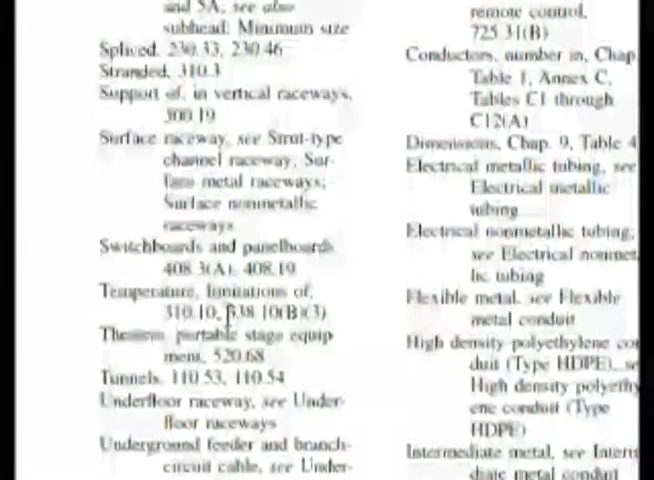 and 5A, see also
subhead: Minimum size
Spliced, 230.33, 230.46
Stranded, 310.3
Support of, in vertical raceways,
300.19
Surface raceway, see Strut-type
channel raceway, Sur-
face metal raceways;
Surface nonmetallic
raceways
Switchboards and panelboards
408.3(A), 408.19
Temperature, limitations of,
310.10, 338.10(B)(3)
Theaters, portable stage equip
ment, 520.68
Tunnels, 110.53, 110.54
Underfloor raceway, see Under-
floor raceways
Underground feeder and branch-
circuit cable, see Under-
remote control,
725.31(B)
Conductors, number in, Chap
Table 1, Annex C,
Tables C1 through
C12(A)
Dimensions, Chap. 9, Table 4
Electrical metallic tubing, see
Electrical metallic
tubing
Electrical nonmetallic tubing,
see Electrical nonmet
lic tubing
Flexible metal, see Flexible
metal conduit
High density polyethylene con
duit (Type HDPE), se
High density polyethy
ene conduit (Type
HDPE)
Intermediate metal, see Interm
diate metal conduit